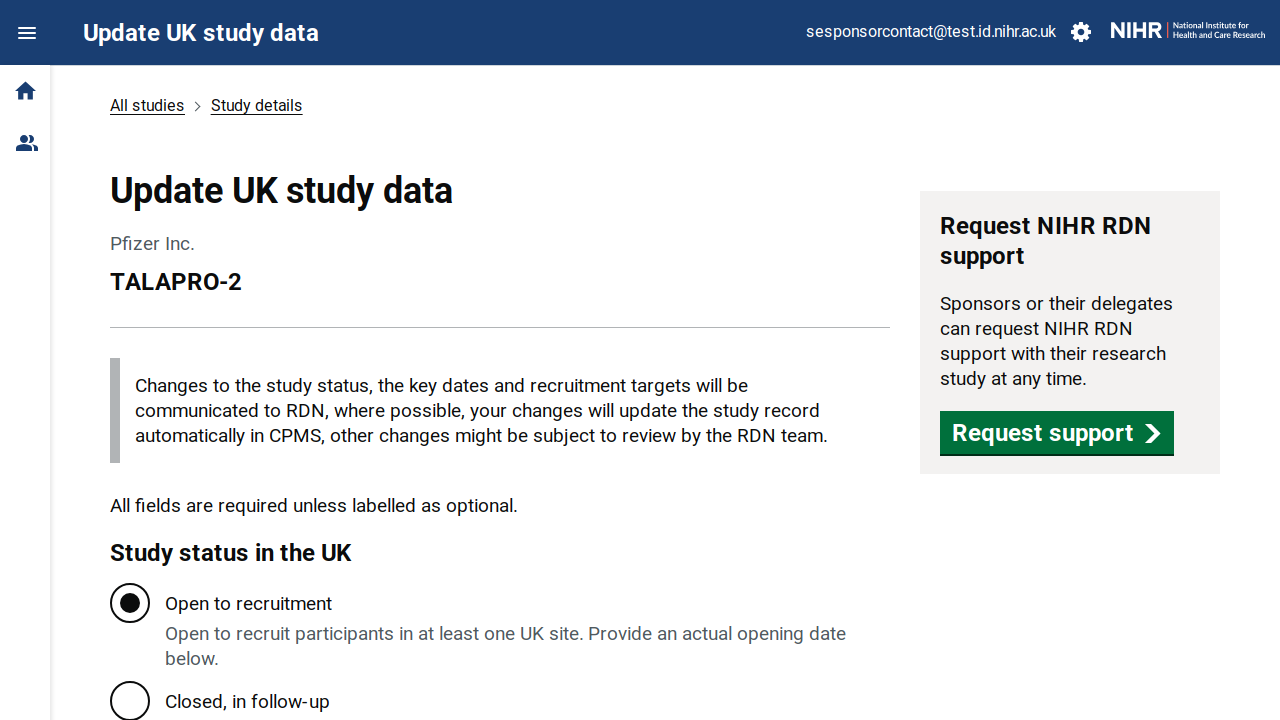 Update UK study data
sesponsorcontact@test.id.nihr.ac.uk
NIHR
National Institute for
Health and Care Research
All studies
Study details
Update UK study data
Pfizer Inc.
TALAPRO-2
Changes to the study status, the key dates and recruitment targets will be
communicated to RDN, where possible, your changes will update the study record
automatically in CPMS, other changes might be subject to review by the RDN team.
All fields are required unless labelled as optional.
Study status in the UK
Open to recruitment
Open to recruit participants in at least one UK site. Provide an actual opening date
below.
Closed, in follow-up
Request NIHR RDN
support
Sponsors or their delegates
can request NIHR RDN
support with their research
study at any time.
Request support